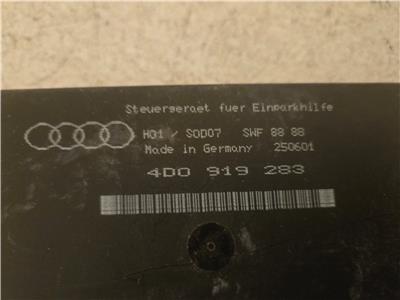 Steuergeraet fuer Einparkhilfe
H01 / SOD07 SWF 88 88
Made in Germany 250601
4D0 919 283